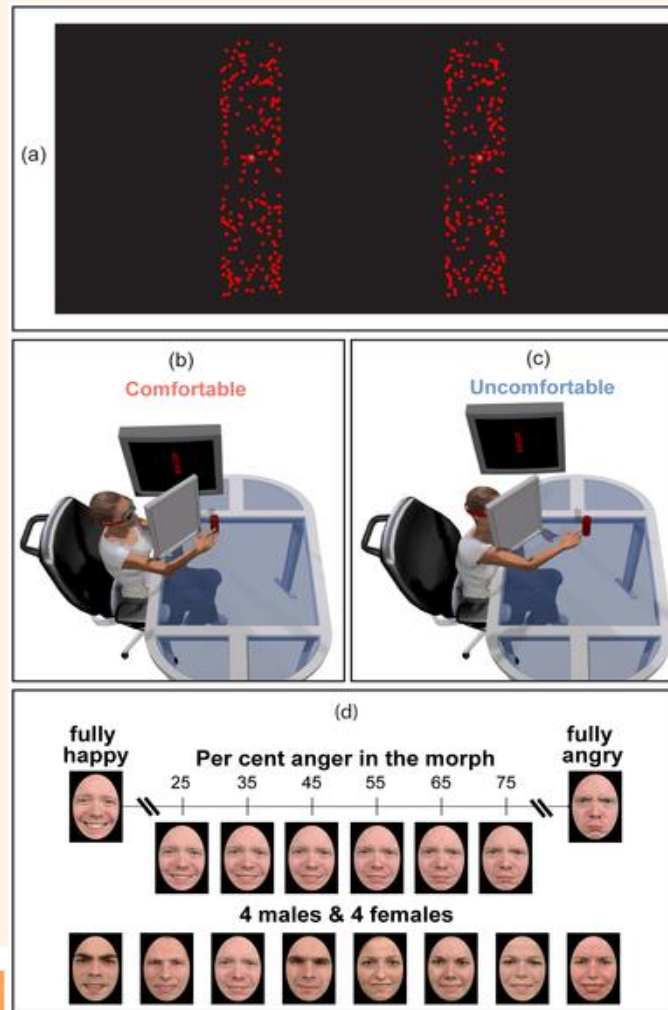 (a)
(b)
Comfortable
(c)
Uncomfortable
(d)
fully
happy
Per cent anger in the morph
fully
angry
25 35 45 55 65 75
4 males & 4 females